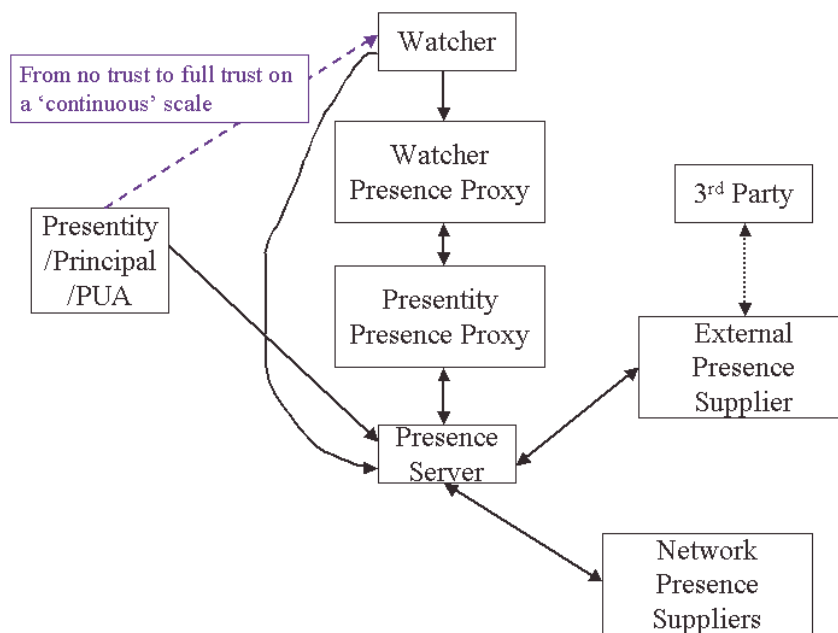 Watcher
From no trust to full trust on
a ‘continuous’ scale
Watcher
Presence Proxy
3rd Party
Presentity
/Principal
/PUA
Presentity
Presence Proxy
External
Presence
Supplier
Presence
Server
Network
Presence
Suppliers